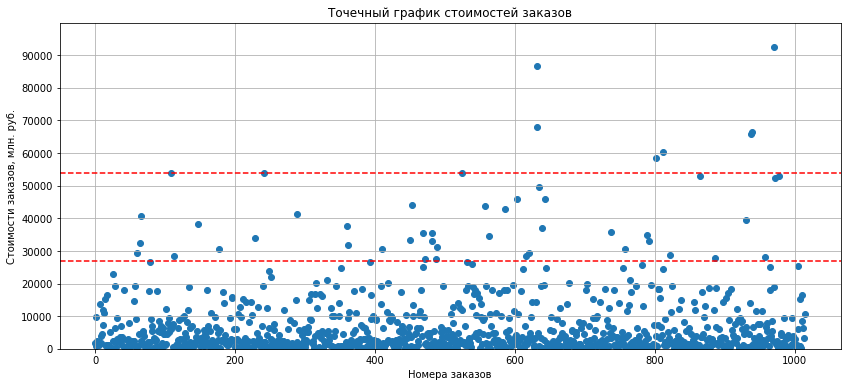 Точечный график стоимостей заказов
Стоимости заказов, млн. руб.
90000
80000
70000
60000
50000
40000
30000
20000
10000
0
0 200 400 600 800 1000
Номера заказов